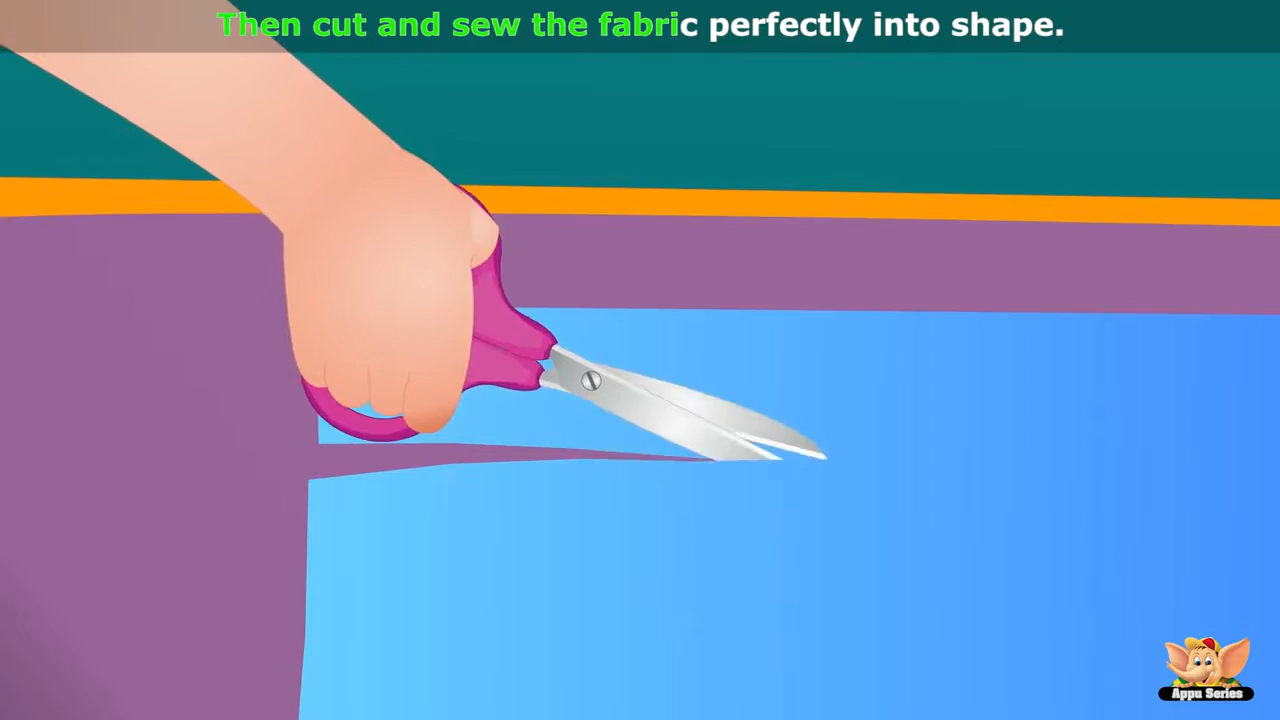 Then cut and sew the fabric perfectly into shape.
Appu Series